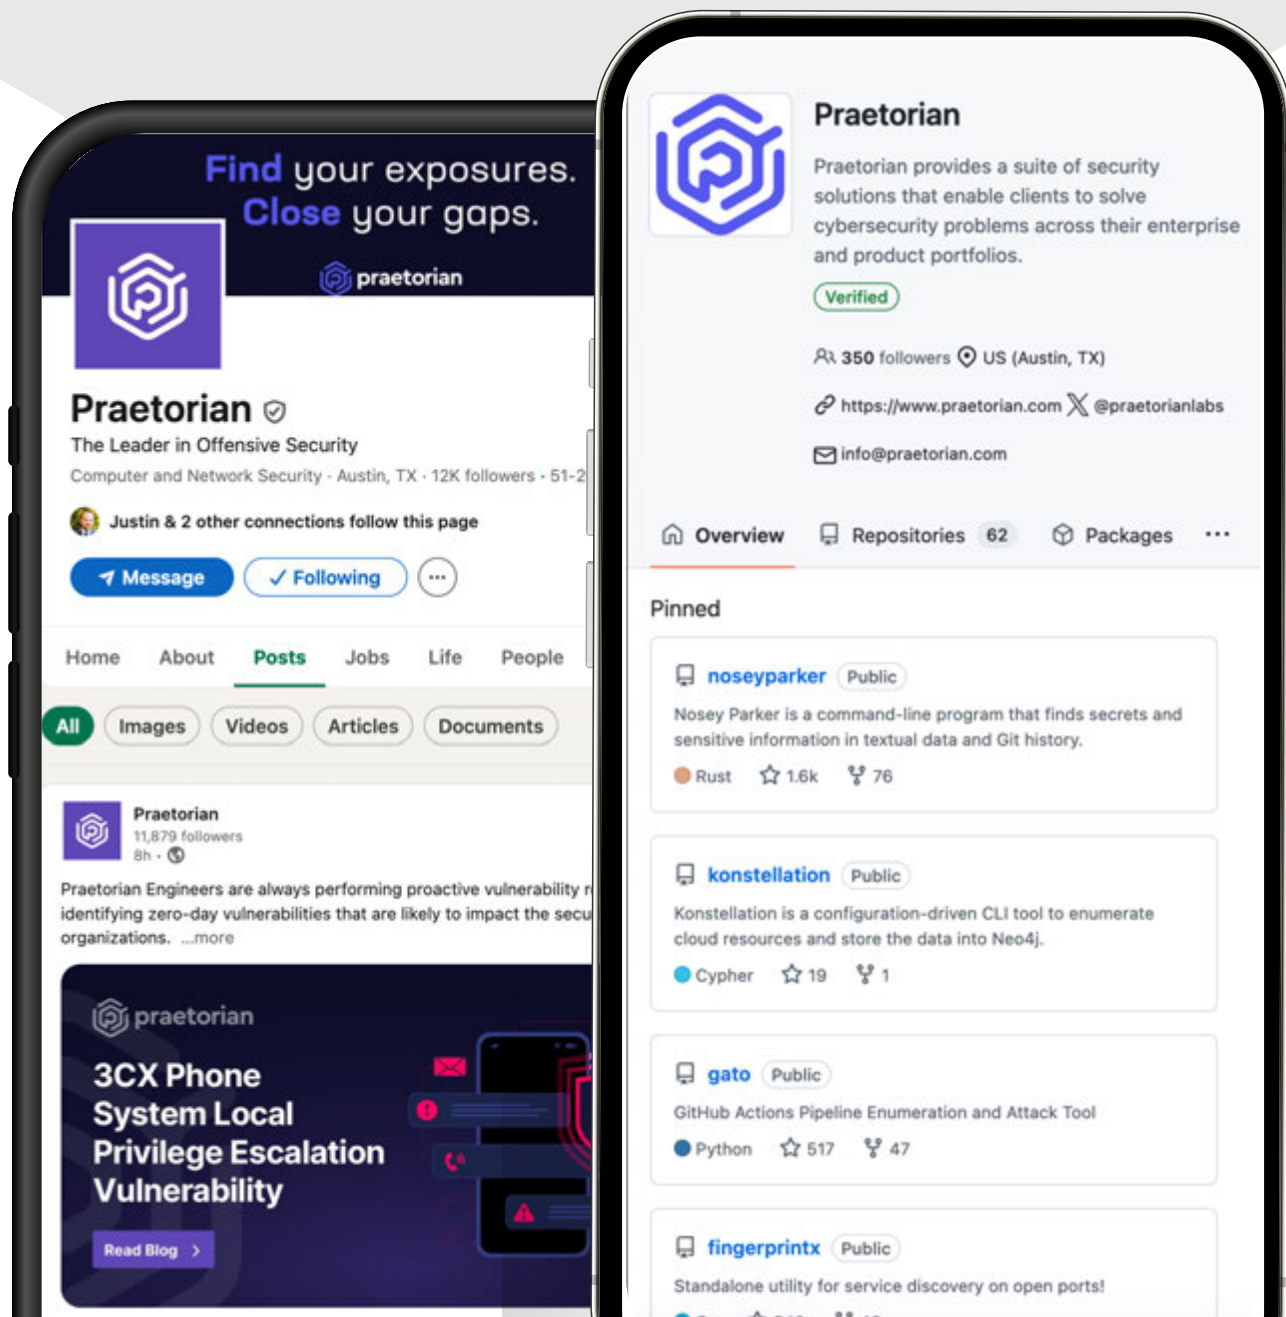 Find your exposures.
Close your gaps.
praetorian
Praetorian
The Leader in Offensive Security
Computer and Network Security · Austin, TX · 12K followers · 51-2
Justin & 2 other connections follow this page
Message
Following
Home About Posts Jobs Life People
All Images Videos Articles Documents
Praetorian
11,879 followers
8h ·
Praetorian Engineers are always performing proactive vulnerability
identifying zero-day vulnerabilities that are likely to impact the
organizations. ...more
praetorian
3CX Phone
System Local
Privilege Escalation
Vulnerability
Read Blog
Praetorian
Praetorian provides a suite of security
solutions that enable clients to solve
cybersecurity problems across their enterprise
and product portfolios.
Verified
350 followers US (Austin, TX)
https://www.praetorian.com @praetorianlabs
info@praetorian.com
Overview Repositories 62 Packages ...
Pinned
noseyparker Public
Nosey Parker is a command-line program that finds secrets and
sensitive information in textual data and Git history.
Rust 1.6k 76
konstellation Public
Konstellation is a configuration-driven CLI tool to enumerate
cloud resources and store the data into Neo4j.
Cypher 19 1
gato Public
GitHub Actions Pipeline Enumeration and Attack Tool
Python 517 47
fingerprintx Public
Standalone utility for service discovery on open ports!